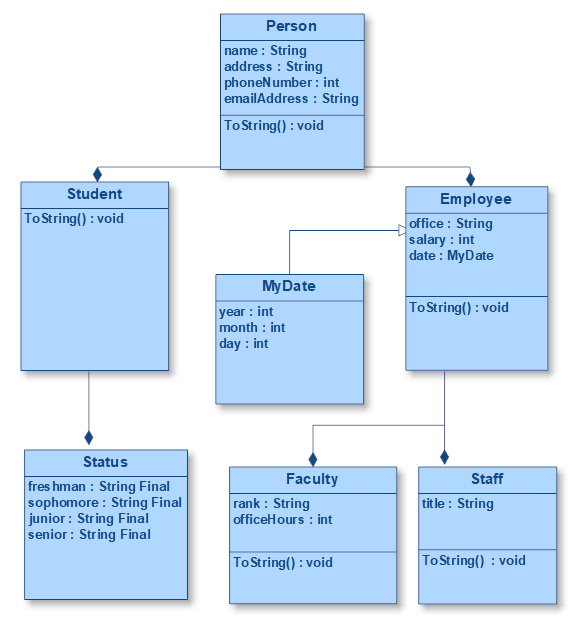 Person
name : String
address : String
phoneNumber : int
emailAddress : String
ToString() : void
Student
ToString() : void
Employee
office : String
salary : int
date : MyDate
ToString() : void
MyDate
year : int
month : int
day : int
Status
freshman : String Final
sophomore : String Final
junior : String Final
senior : String Final
Faculty
rank : String
officeHours : int
ToString() : void
Staff
title : String
ToString() : void